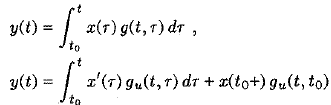 y(t) = ∫_{t_0}^{t} x(τ) g(t, τ) dτ ,
y(t) = ∫_{t_0}^{t} x′(τ) g_u(t, τ) dτ + x(t_0+) g_u(t, t_0)